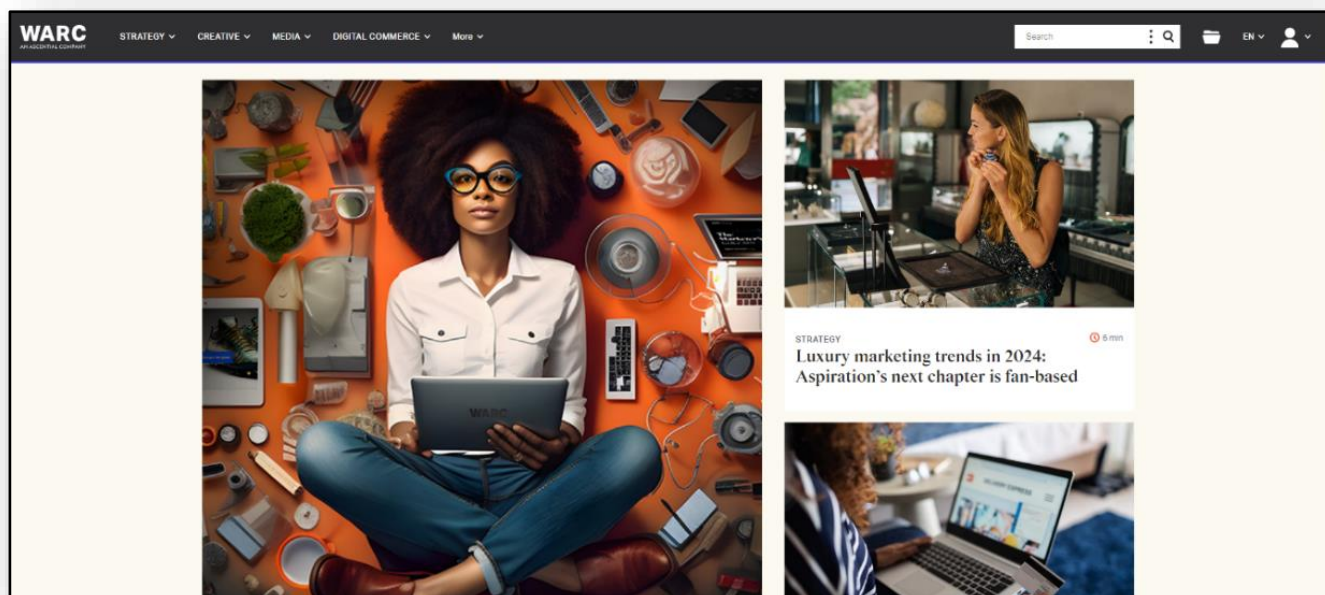 WARC
AN ASCENTIAL COMPANY
STRATEGY
CREATIVE
MEDIA
DIGITAL COMMERCE
More
Search
EN
WARC
STRATEGY
6 min
Luxury marketing trends in 2024:
Aspiration's next chapter is fan-based
EXPRESS